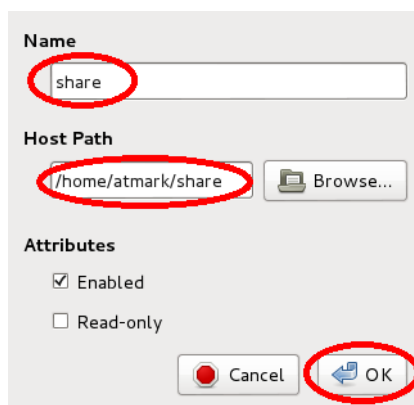 Name
share
Host Path
/home/atmark/share Browse...
Attributes
Enabled
Read-only
Cancel OK